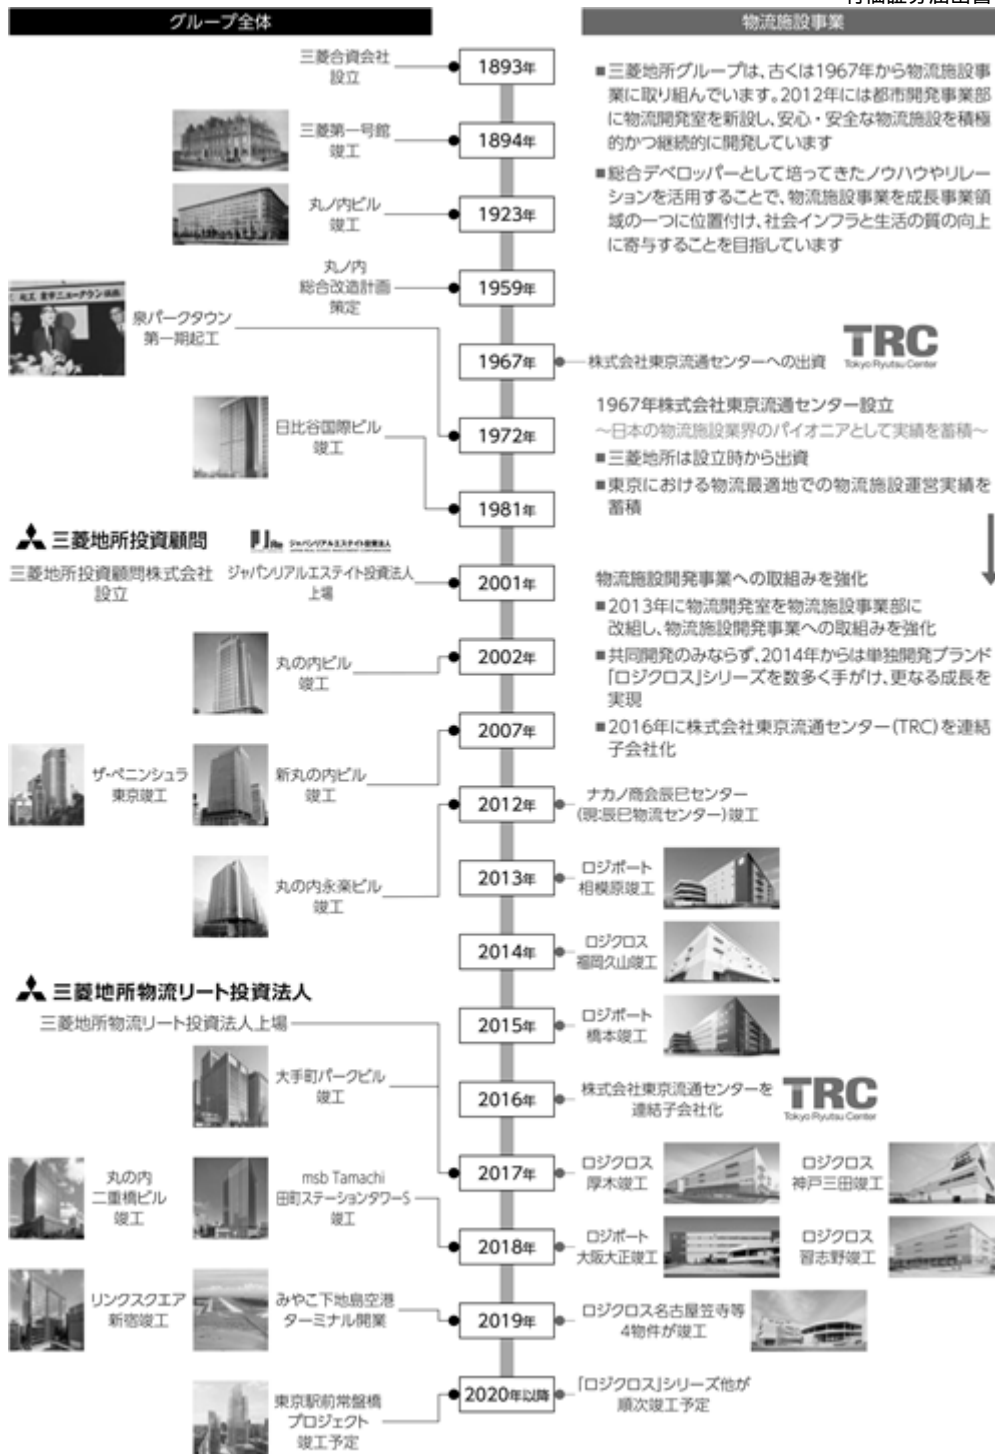 グループ全体
三菱合資会社
設立
1893年
三菱第一号館
竣工
1894年
丸ノ内ビル
竣工
1923年
丸ノ内
総合改造計画
策定
1959年
泉パークタウン
第一期起工
1967年
日比谷国際ビル
竣工
1972年
1981年
三菱地所投資顧問
三菱地所投資顧問株式会社
設立
ジャパンリアルエステイト投資法人
ジャパンリアルエステイト投資法人
上場
2001年
丸の内ビル
竣工
2002年
2007年
ザ・ペニンシュラ
東京竣工
新丸の内ビル
竣工
2012年
丸の内永楽ビル
竣工
2013年
2014年
三菱地所物流リート投資法人
三菱地所物流リート投資法人上場
2015年
大手町パークビル
竣工
2016年
2017年
丸の内
二重橋ビル
竣工
msb Tamachi
田町ステーションタワーS
竣工
2018年
リンクスクエア
新宿竣工
みやこ下地島空港
ターミナル開業
2019年
2020年以降
東京駅前常盤橋
プロジェクト
竣工予定
物流施設事業
■三菱地所グループは、古くは1967年から物流施設事
業に取り組んでいます。2012年には都市開発事業部
に物流開発室を新設し、安心・安全な物流施設を積極
的かつ継続的に開発しています
■総合デベロッパーとして培ってきたノウハウやリレー
ションを活用することで、物流施設事業を成長事業領
域の一つに位置付け、社会インフラと生活の質の向上
に寄与することを目指しています
株式会社東京流通センターへの出資
TRC
Tokyo Ryutsu Center
1967年株式会社東京流通センター設立
～日本の物流施設業界のパイオニアとして実績を蓄積～
■三菱地所は設立時から出資
■東京における物流最適地での物流施設運営実績を
蓄積
物流施設開発事業への取組みを強化
■2013年に物流開発室を物流施設事業部に
改組し、物流施設開発事業への取組みを強化
■共同開発のみならず、2014年からは単独開発ブランド
「ロジクロス」シリーズを数多く手がけ、更なる成長を
実現
■2016年に株式会社東京流通センター(TRC)を連結
子会社化
ナカノ商会辰巳センター
(現:辰巳物流センター)竣工
ロジポート
相模原竣工
ロジクロス
福岡久山竣工
ロジポート
橋本竣工
株式会社東京流通センターを
連結子会社化
TRC
Tokyo Ryutsu Center
ロジクロス
厚木竣工
ロジクロス
神戸三田竣工
ロジポート
大阪大正竣工
ロジクロス
習志野竣工
ロジクロス名古屋笠寺等
4物件が竣工
「ロジクロス」シリーズ他が
順次竣工予定